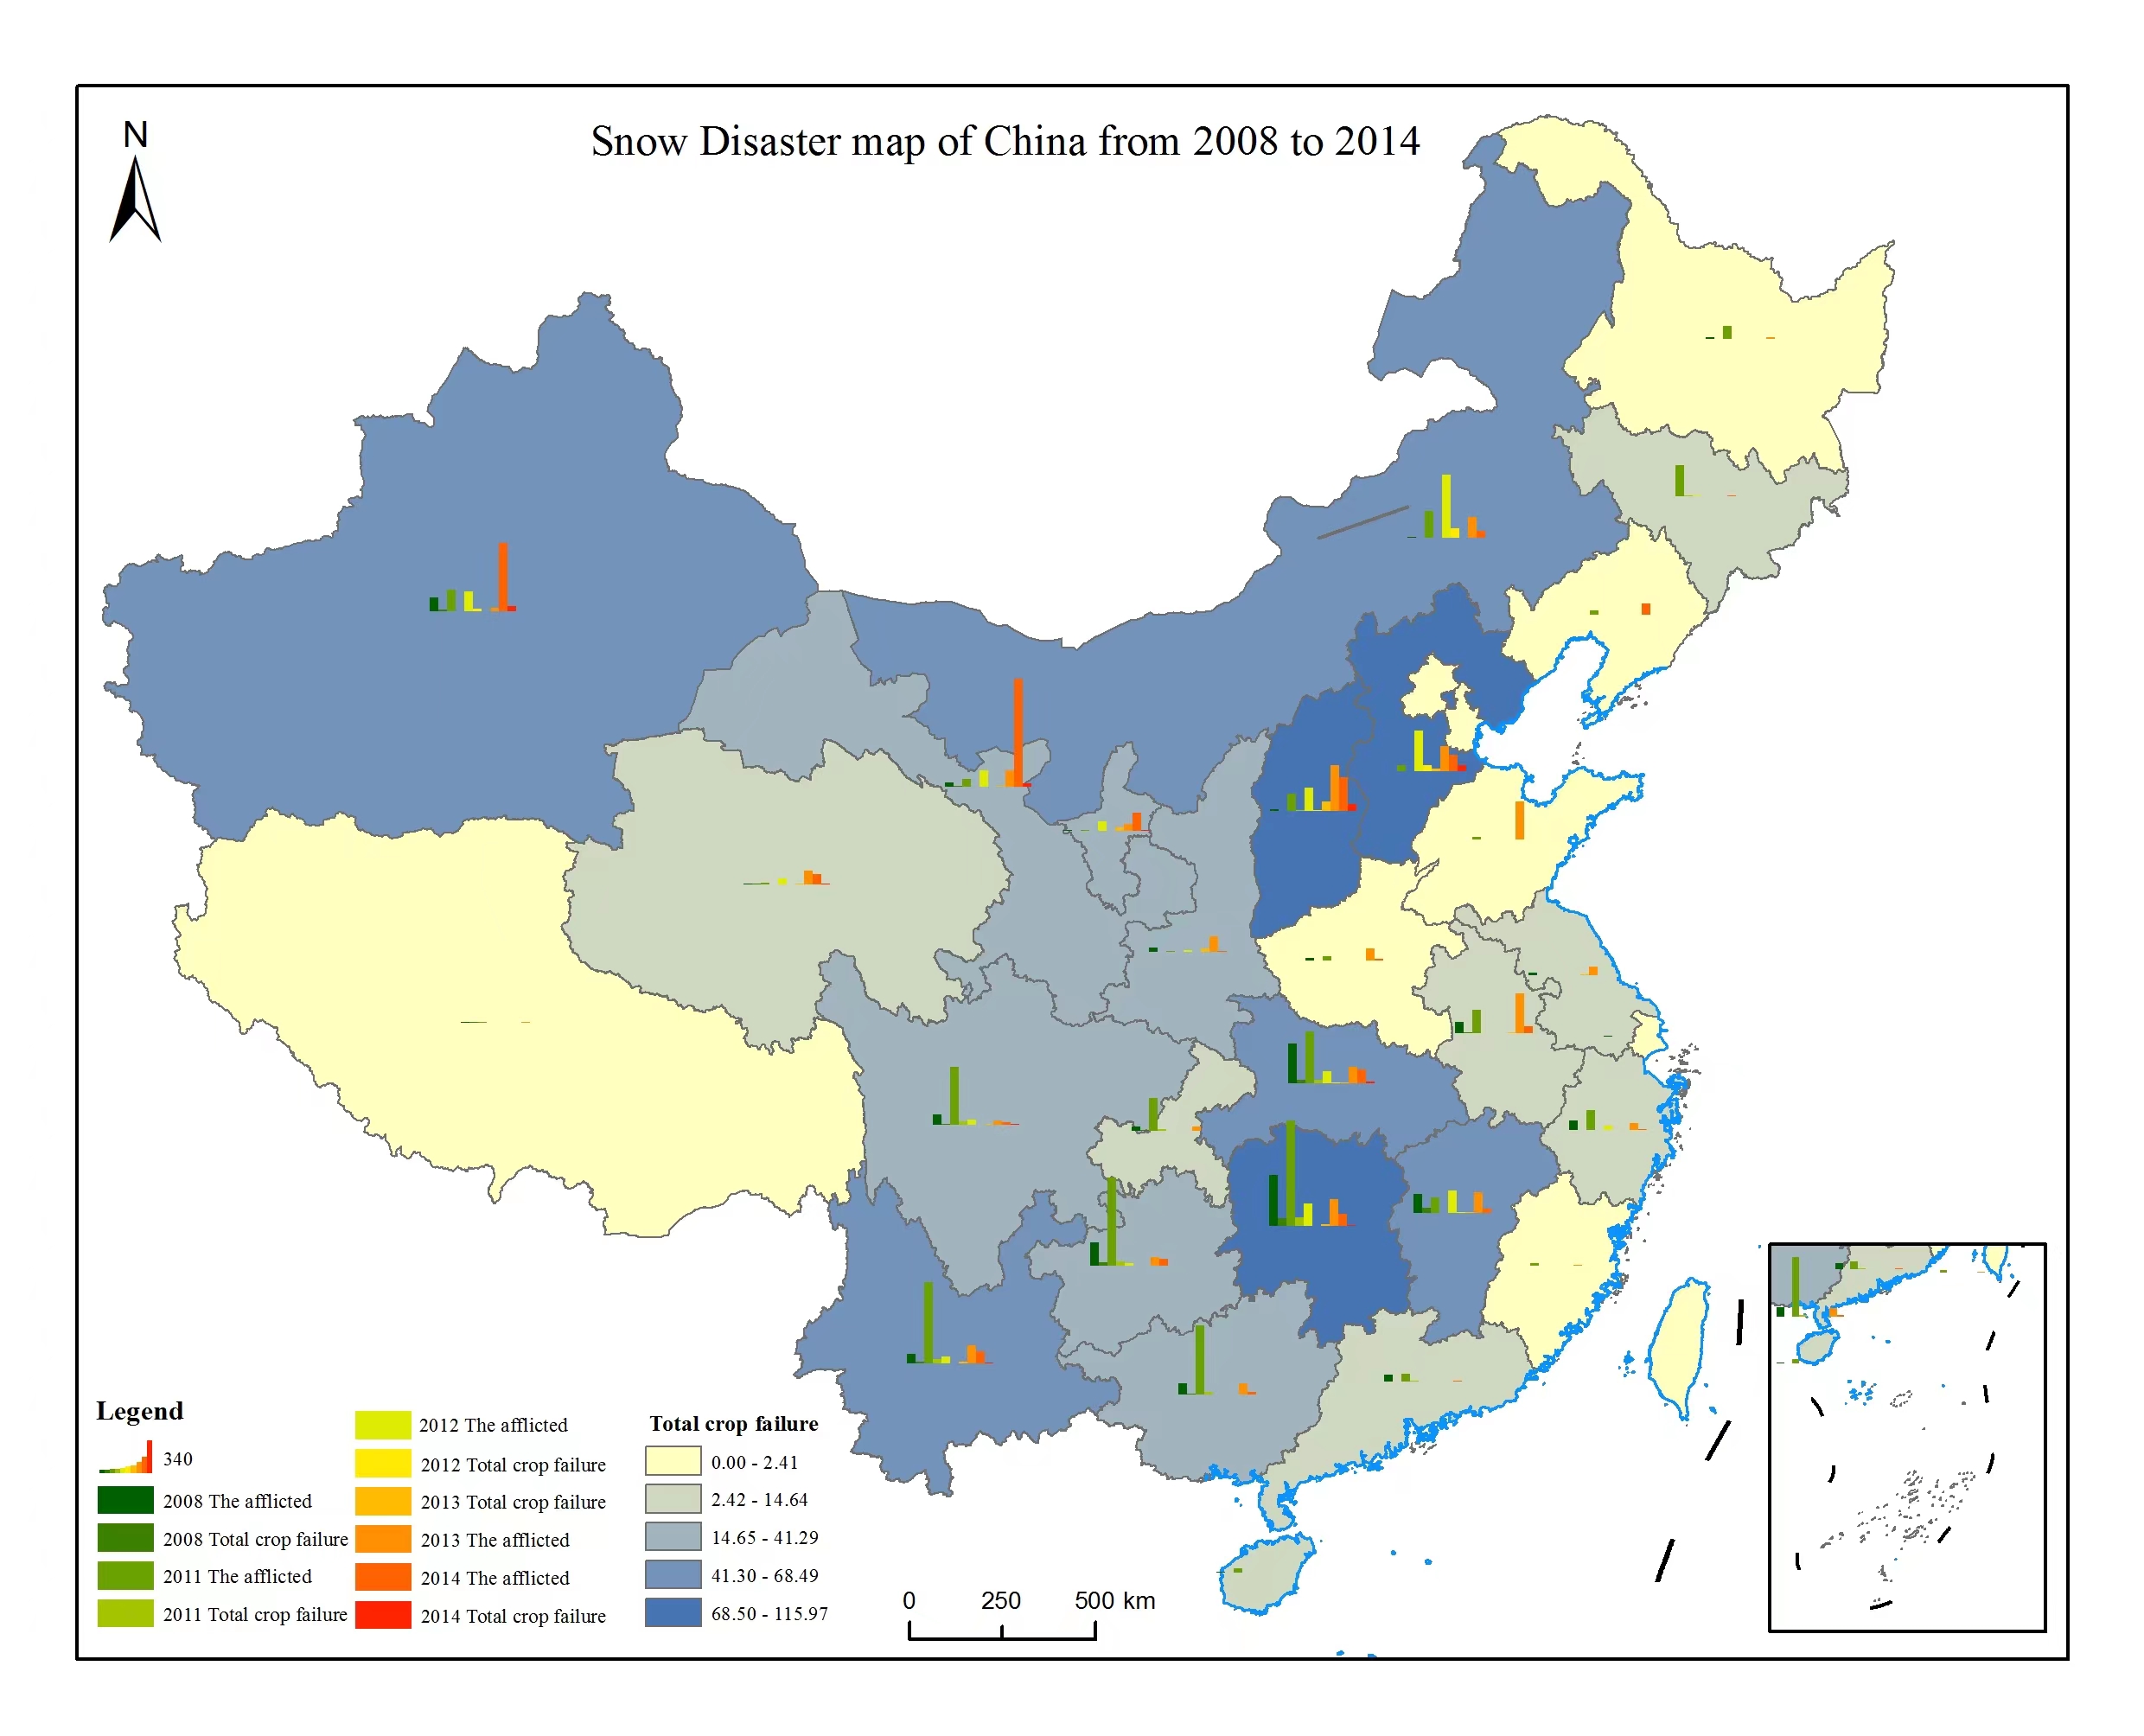 Snow Disaster map of China from 2008 to 2014
N
Legend
340
2008 The afflicted
2008 Total crop failure
2011 The afflicted
2011 Total crop failure
2012 The afflicted
2012 Total crop failure
2013 Total crop failure
2013 The afflicted
2014 The afflicted
2014 Total crop failure
Total crop failure
0.00 - 2.41
2.42 - 14.64
14.65 - 41.29
41.30 - 68.49
68.50 - 115.97
0 250 500 km